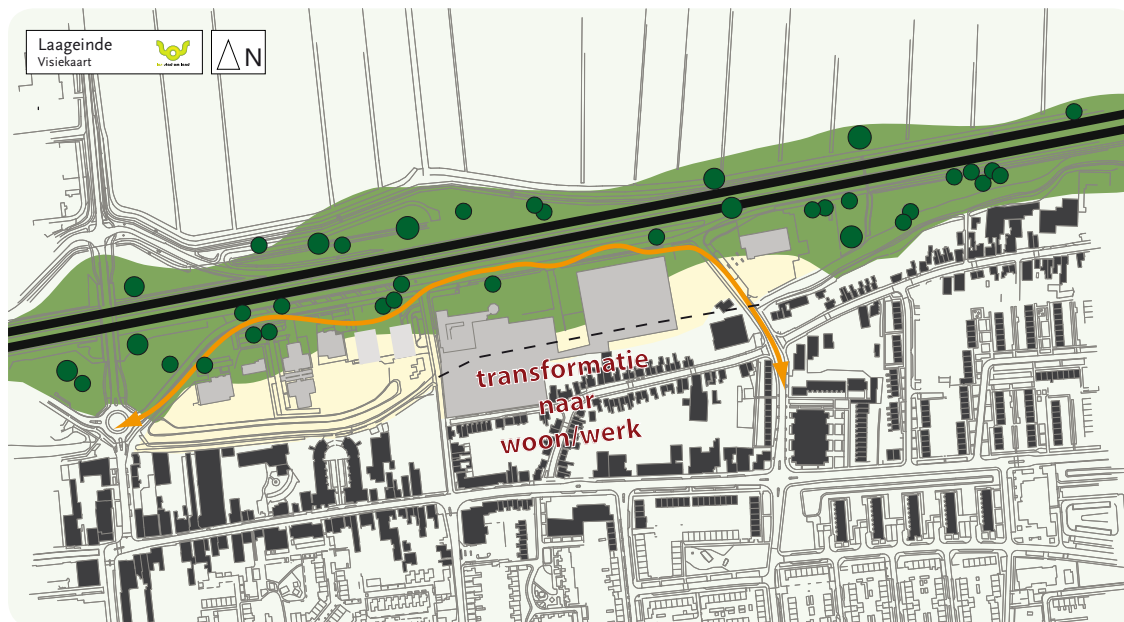 Laageinde
Visiekaart
N
transformatie
naar
woon/werk